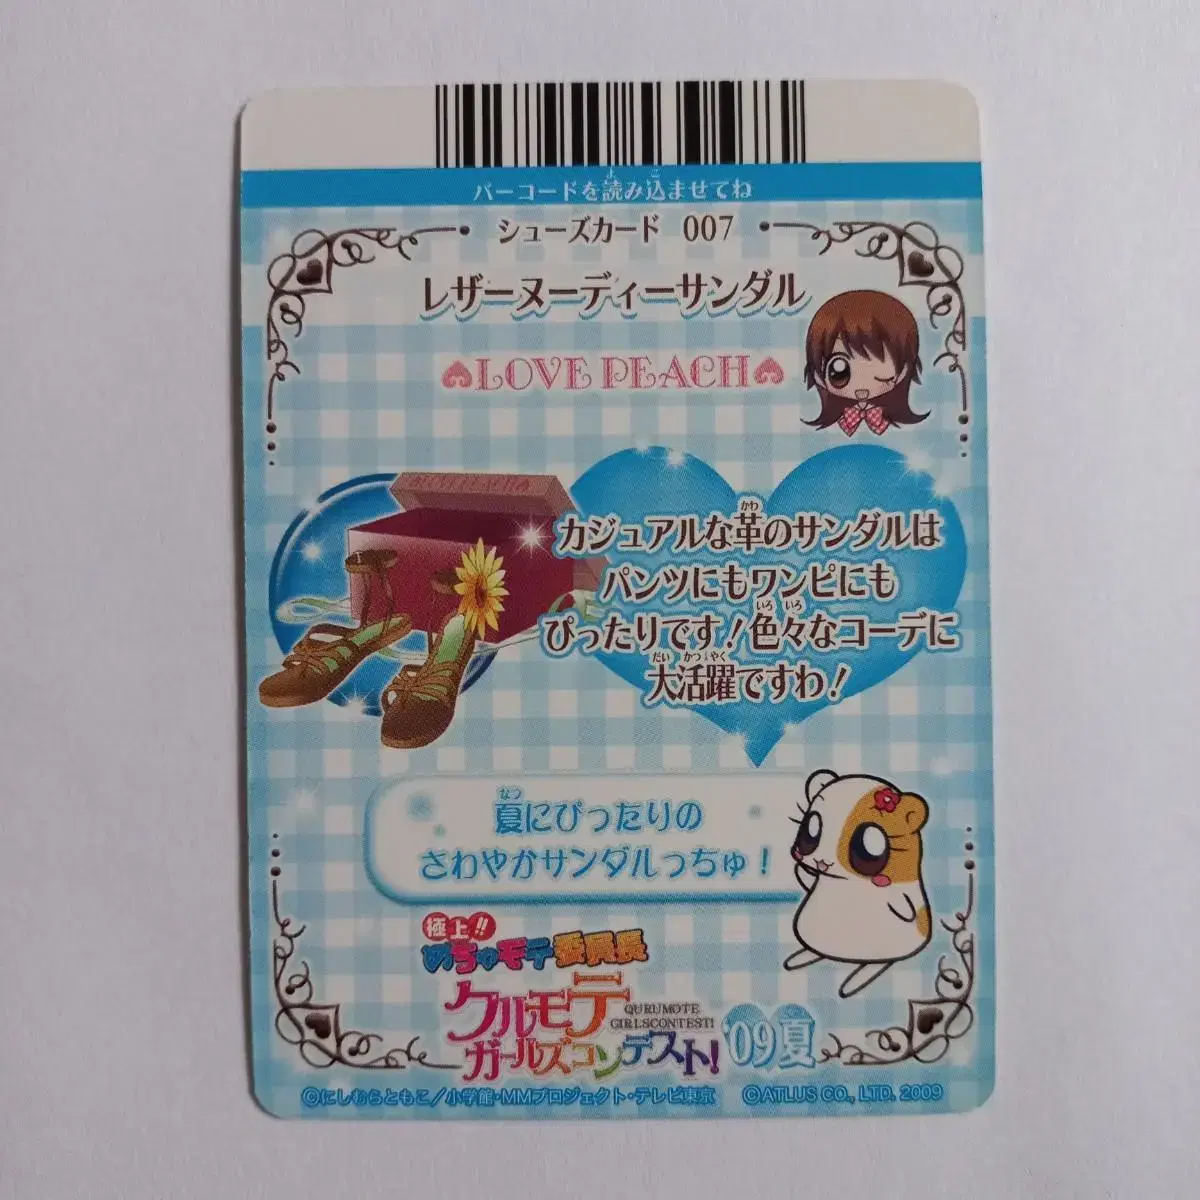 バーコードを読み込ませてね
シューズカード 007
レザーヌーディーサンダル
LOVE PEACH
カジュアルな革のサンダルは
パンツにもワンピにも
ぴったりです！色々なコーデに
大活躍ですわ！
夏にぴったりの
さわやかサンダルっちゅ！
極上!!
めちゃモテ委員長
クルモテ
QURUMOTE
GIRLSCONTEST!
ガールズコンテスト!
'09夏
©にしむらともこ／小学館・MMプロジェクト・テレビ東京 ©ATLUS CO., LTD. 2009